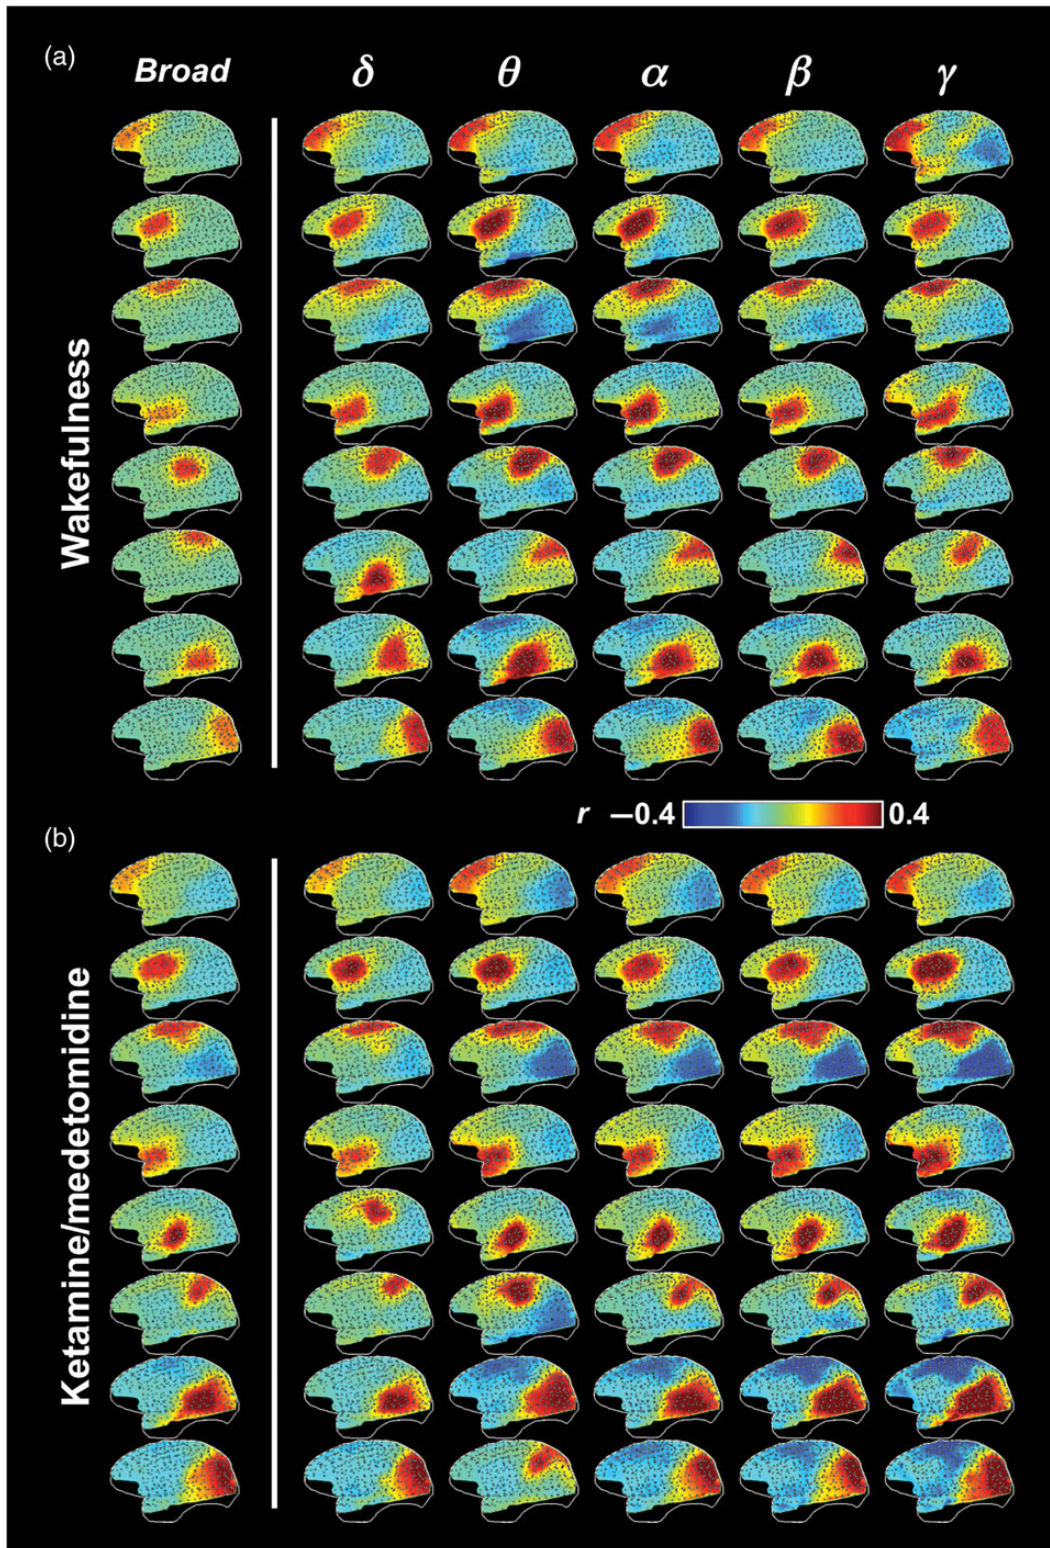 (a)
Broad δ θ α β γ
Wakefulness
r −0.4 0.4
(b)
Ketamine/medetomidine